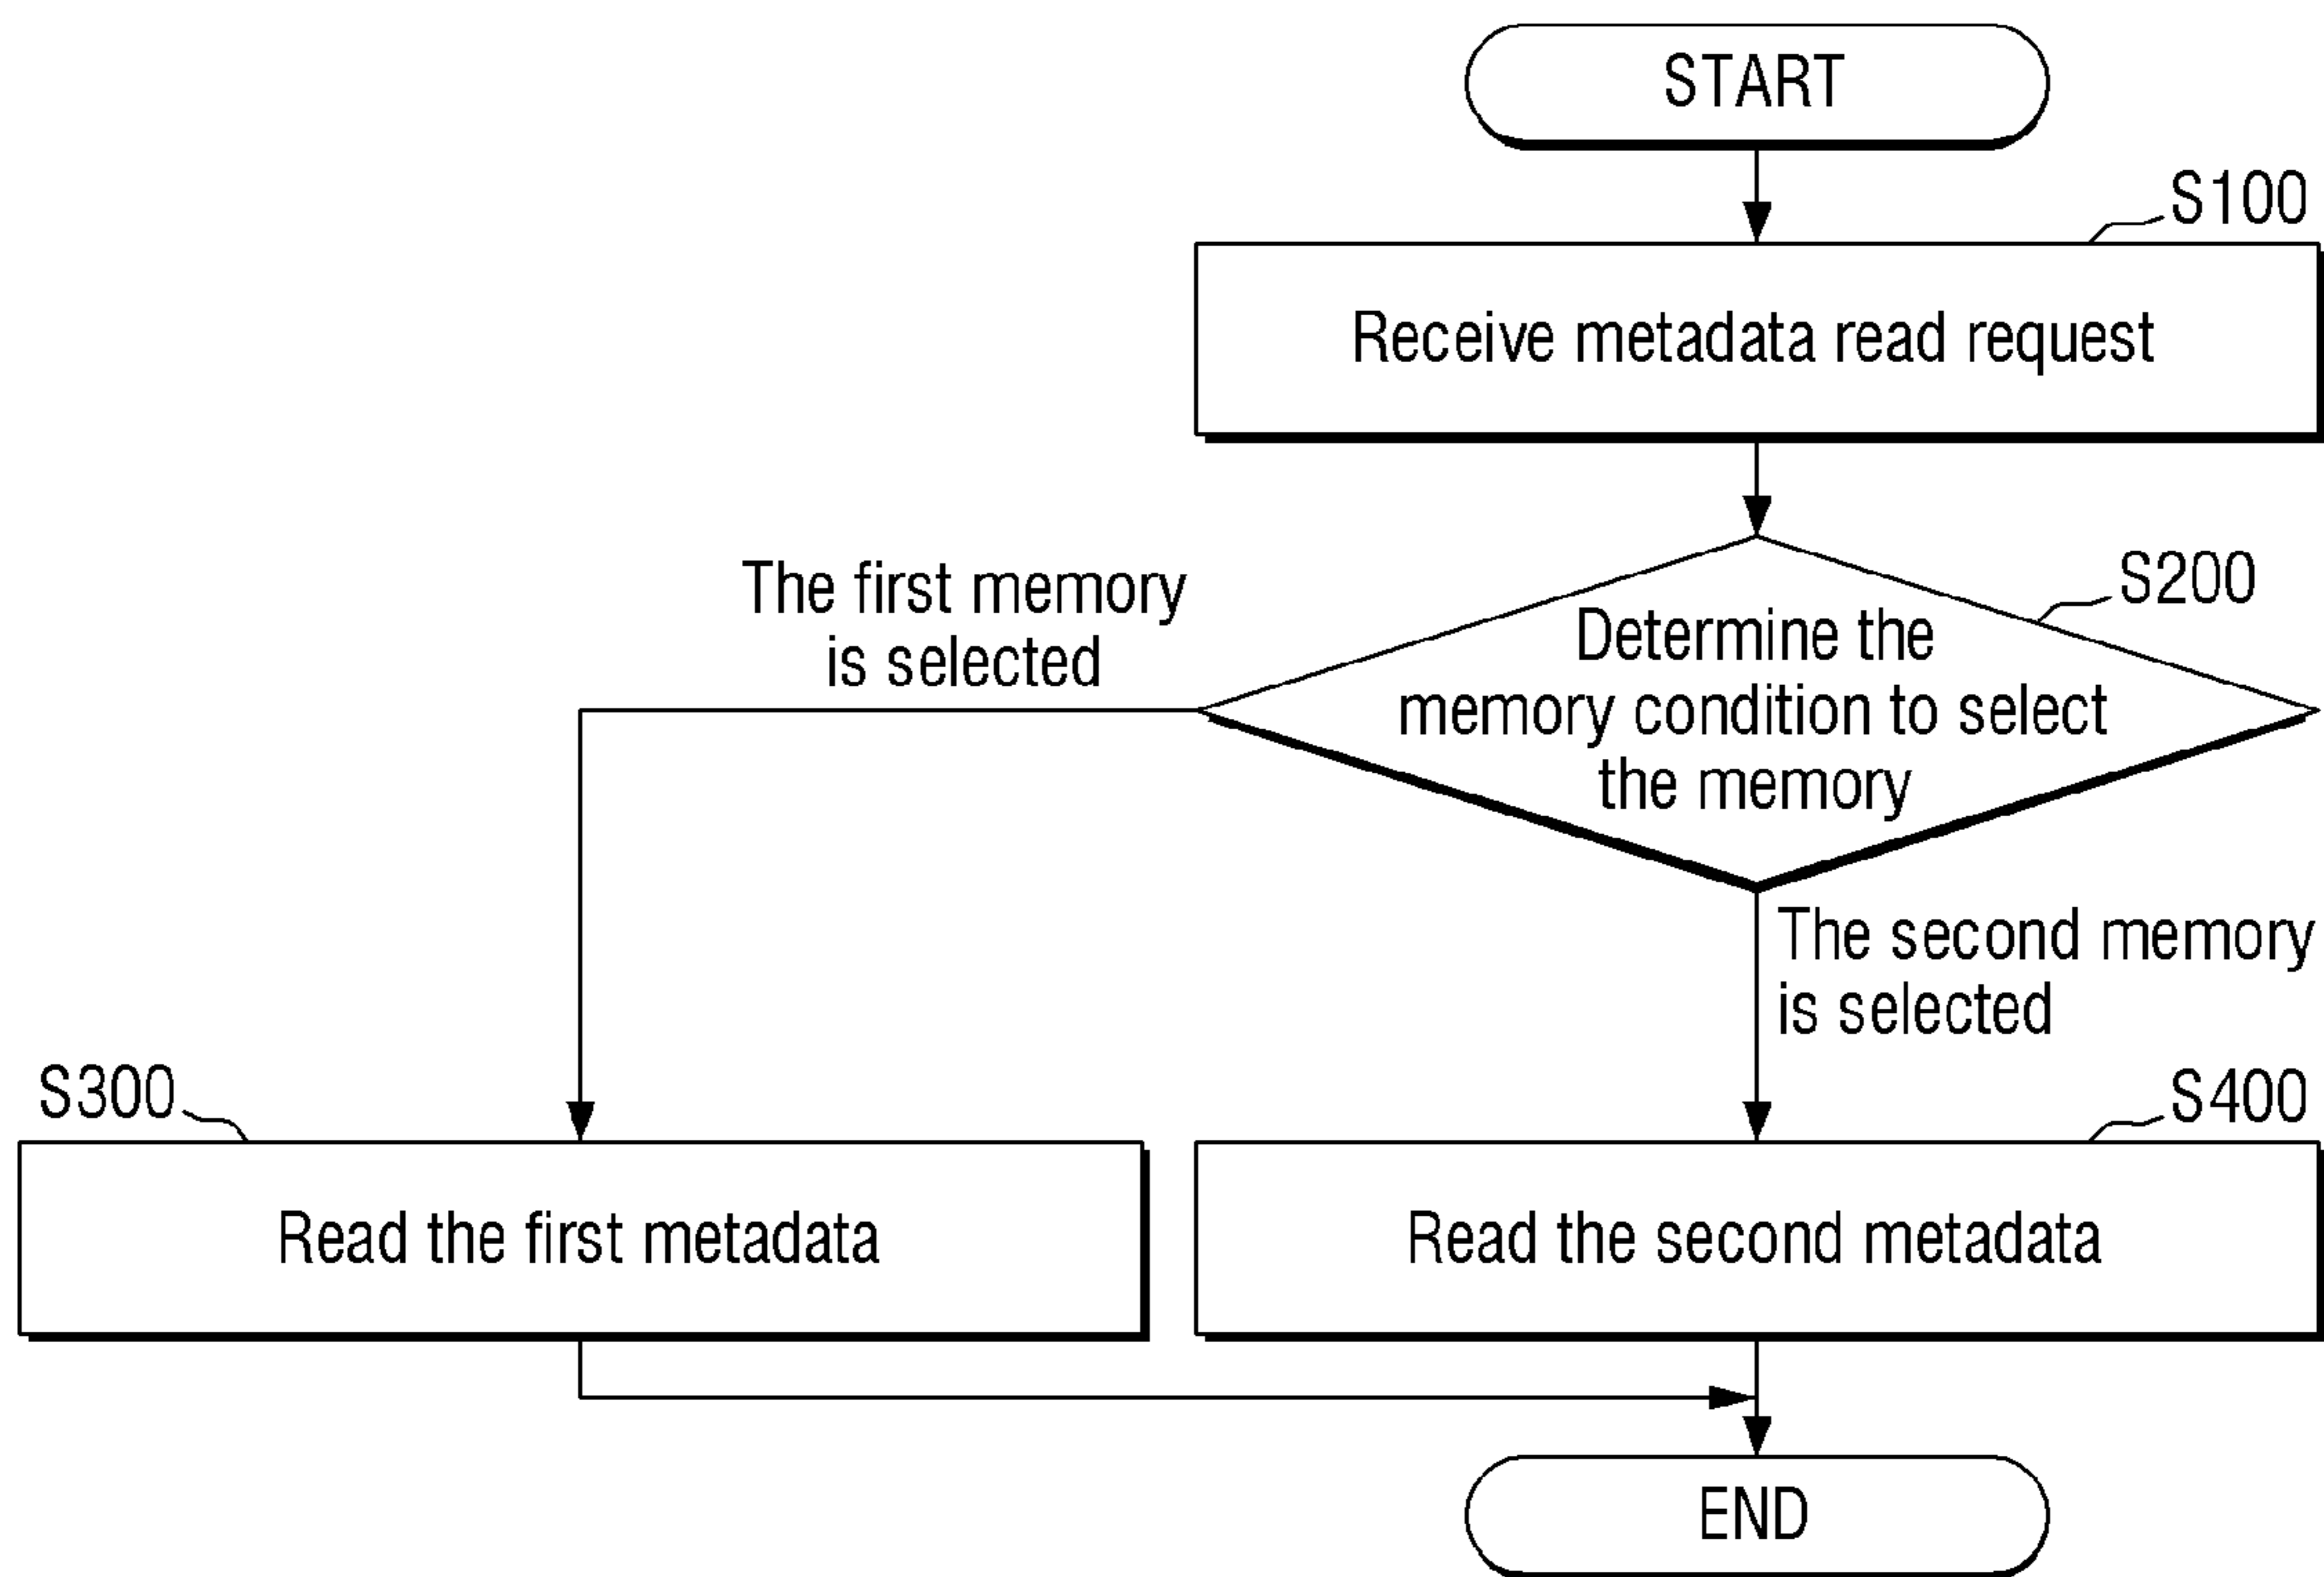 START
S100
Receive metadata read request
S200
Determine the
memory condition to select
the memory
The first memory
is selected
The second memory
is selected
S300
Read the first metadata
S400
Read the second metadata
END